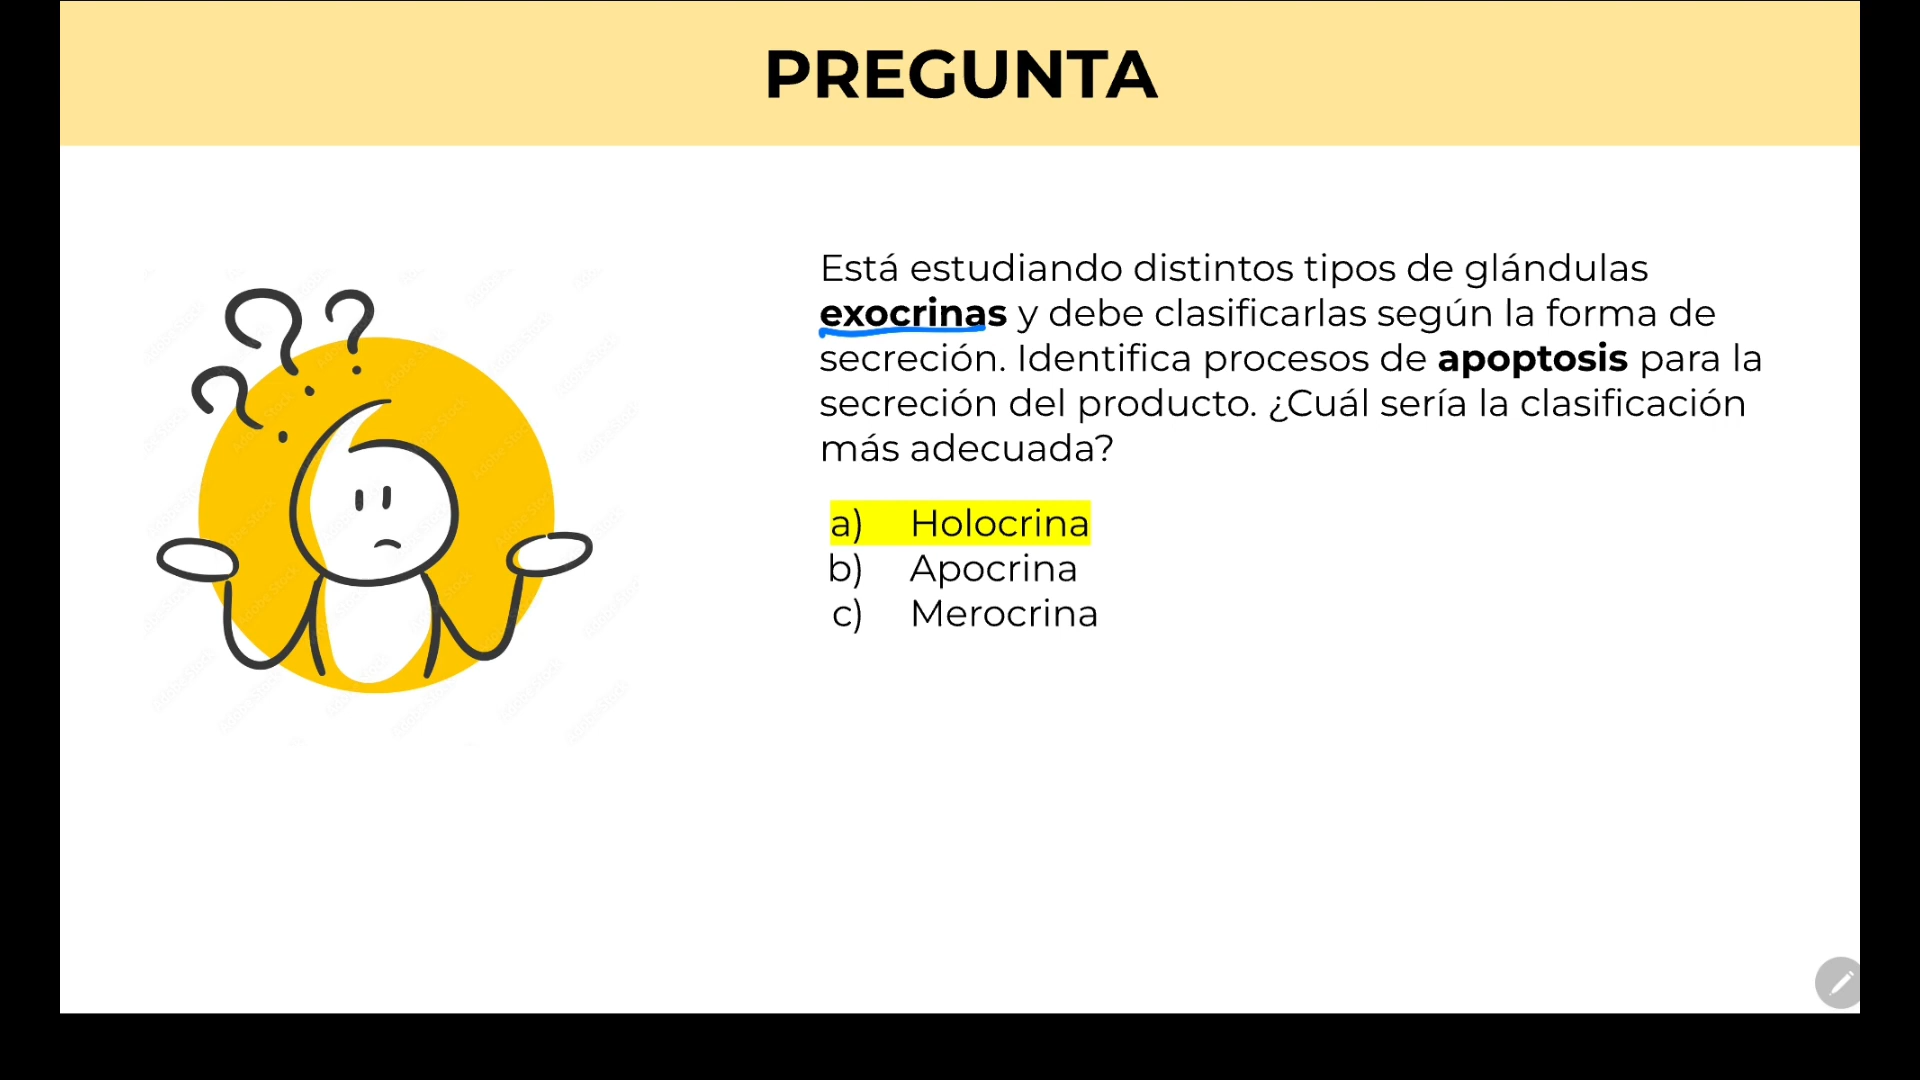 PREGUNTA
Está estudiando distintos tipos de glándulas
exocrinas y debe clasificarlas según la forma de
secreción. Identifica procesos de apoptosis para la
secreción del producto. ¿Cuál sería la clasificación
más adecuada?
a) Holocrina
b) Apocrina
c) Merocrina